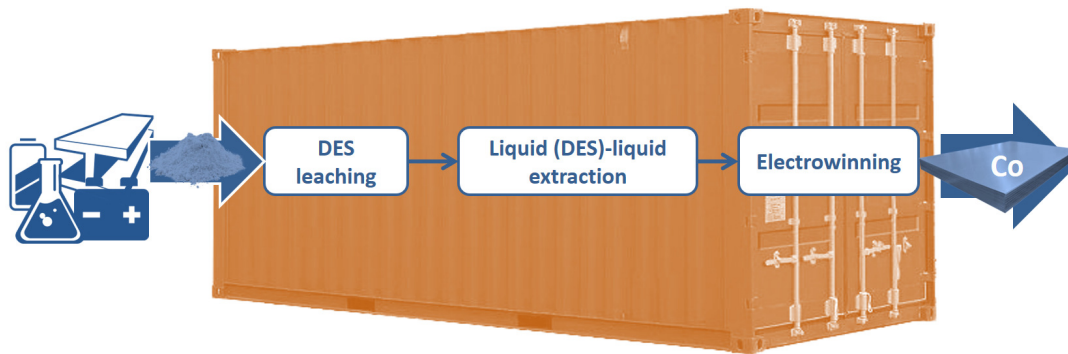 DES
leaching
Liquid (DES)-liquid
extraction
Electrowinning
Co